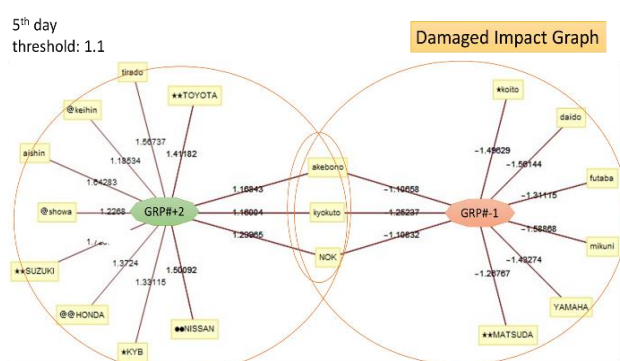 5th day
threshold: 1.1
Damaged Impact Graph
tirado
★★TOYOTA
@keihin
aishin
@showa
★★SUZUKI
@@HONDA
★KYB
●●NISSAN
1.56737
1.41182
1.18534
1.64283
1.2268
1.3724
1.33115
1.50092
GRP#+2
1.16843
1.16004
1.29965
akebono
kyokuto
NOK
-1.10658
-1.25237
-1.10832
GRP#-1
★koito
daido
futaba
mikuni
YAMAHA
★★MATSUDA
-1.49629
-1.56144
-1.31115
-1.58868
-1.43274
-1.26767